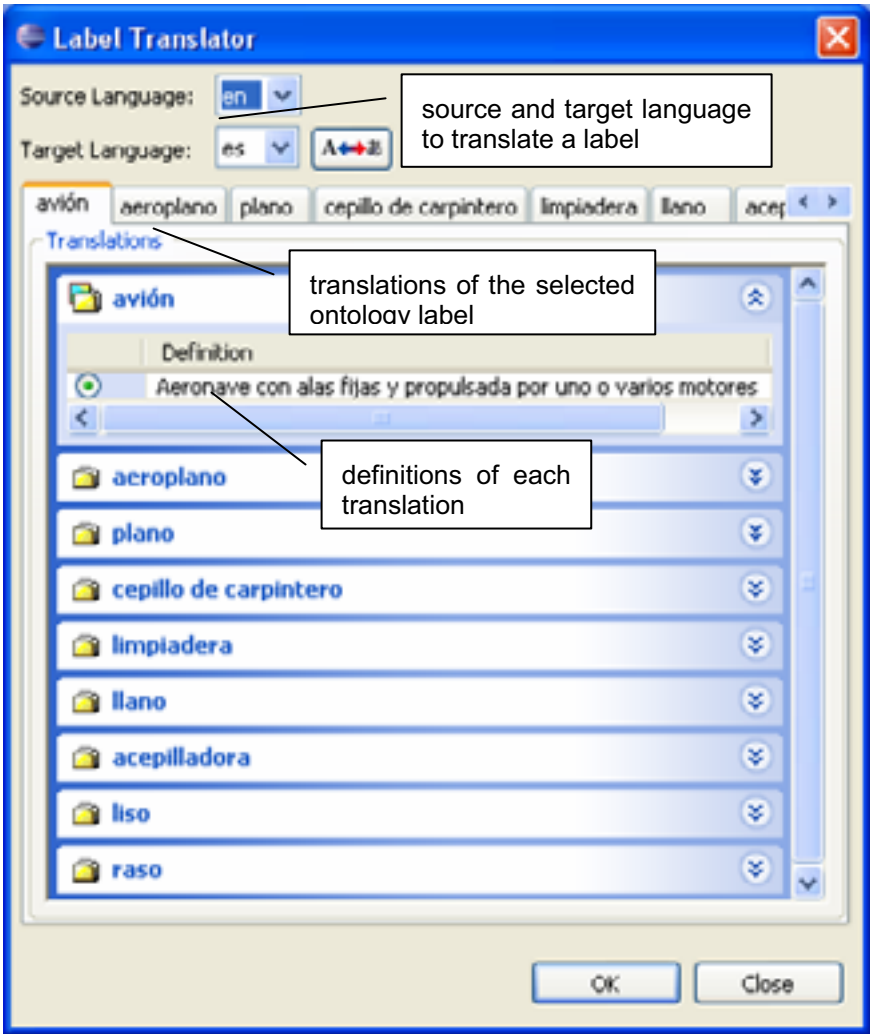 Label Translator
Source Language: en
source and target language
to translate a label
Target Language: es
avión aeroplano plano cepillo de carpintero limpiadera llano acep
Translations
translations of the selected
ontology label
avión
Definition
Aeronave con alas fijas y propulsada por uno o varios motores
definitions of each
translation
aeroplano
plano
cepillo de carpintero
limpiadera
llano
acepilladora
liso
raso
OK Close